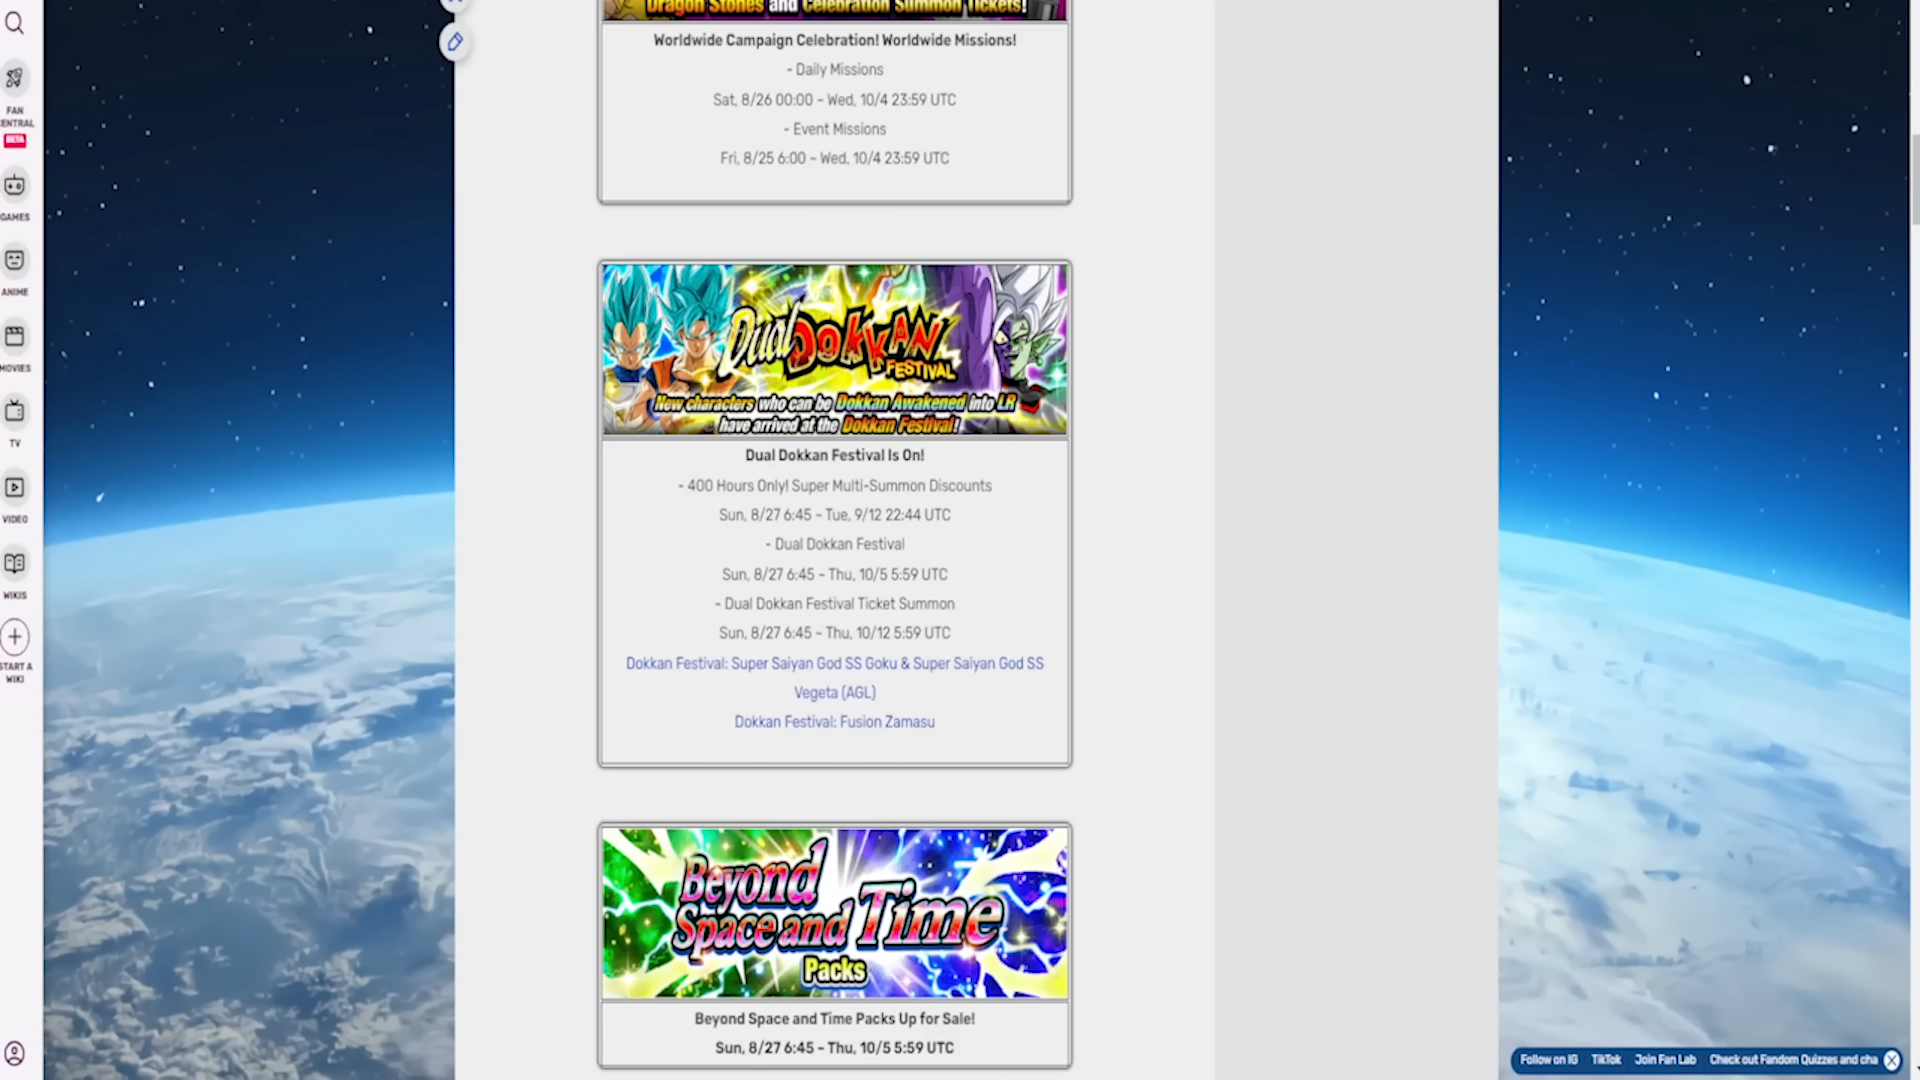 FAN
CENTRAL
BETA
GAMES
ANIME
MOVIES
TV
VIDEO
WIKIS
START A
WIKI
Dragon Stones and Celebration Summon Tickets!
Worldwide Campaign Celebration! Worldwide Missions!
- Daily Missions
Sat, 8/26 00:00 ~ Wed, 10/4 23:59 UTC
- Event Missions
Fri, 8/25 6:00 ~ Wed, 10/4 23:59 UTC
Dual DOKKAN
FESTIVAL
New characters who can be Dokkan Awakened into LR
have arrived at the Dokkan Festival!
Dual Dokkan Festival Is On!
- 400 Hours Only! Super Multi-Summon Discounts
Sun, 8/27 6:45 ~ Tue, 9/12 22:44 UTC
- Dual Dokkan Festival
Sun, 8/27 6:45 ~ Thu, 10/5 5:59 UTC
- Dual Dokkan Festival Ticket Summon
Sun, 8/27 6:45 ~ Thu, 10/12 5:59 UTC
Dokkan Festival: Super Saiyan God SS Goku & Super Saiyan God SS
Vegeta (AGL)
Dokkan Festival: Fusion Zamasu
Beyond
Space and Time
Packs
Beyond Space and Time Packs Up for Sale!
Sun, 8/27 6:45 ~ Thu, 10/5 5:59 UTC
Follow on IG TikTok Join Fan Lab Check out Fandom Quizzes and cha